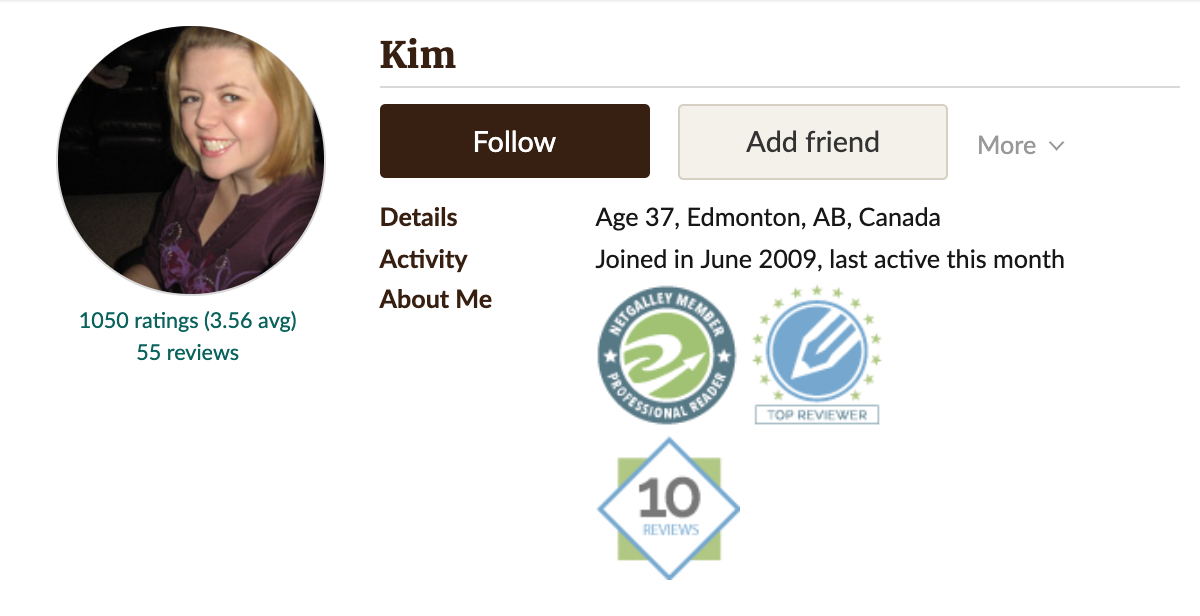 Kim
Follow
Add friend
More
Details
Age 37, Edmonton, AB, Canada
Activity
Joined in June 2009, last active this month
About Me
1050 ratings (3.56 avg)
55 reviews
NETGALLEY MEMBER
PROFESSIONAL READER
TOP REVIEWER
10
REVIEWS